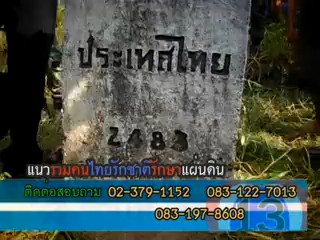 ประเทศไทย
2483
แนวร่วมคนไทยรักชาติรักษาแผ่นดิน
ติดต่อสอบถาม 02-379-1152 083-122-7013
083-197-8608
13